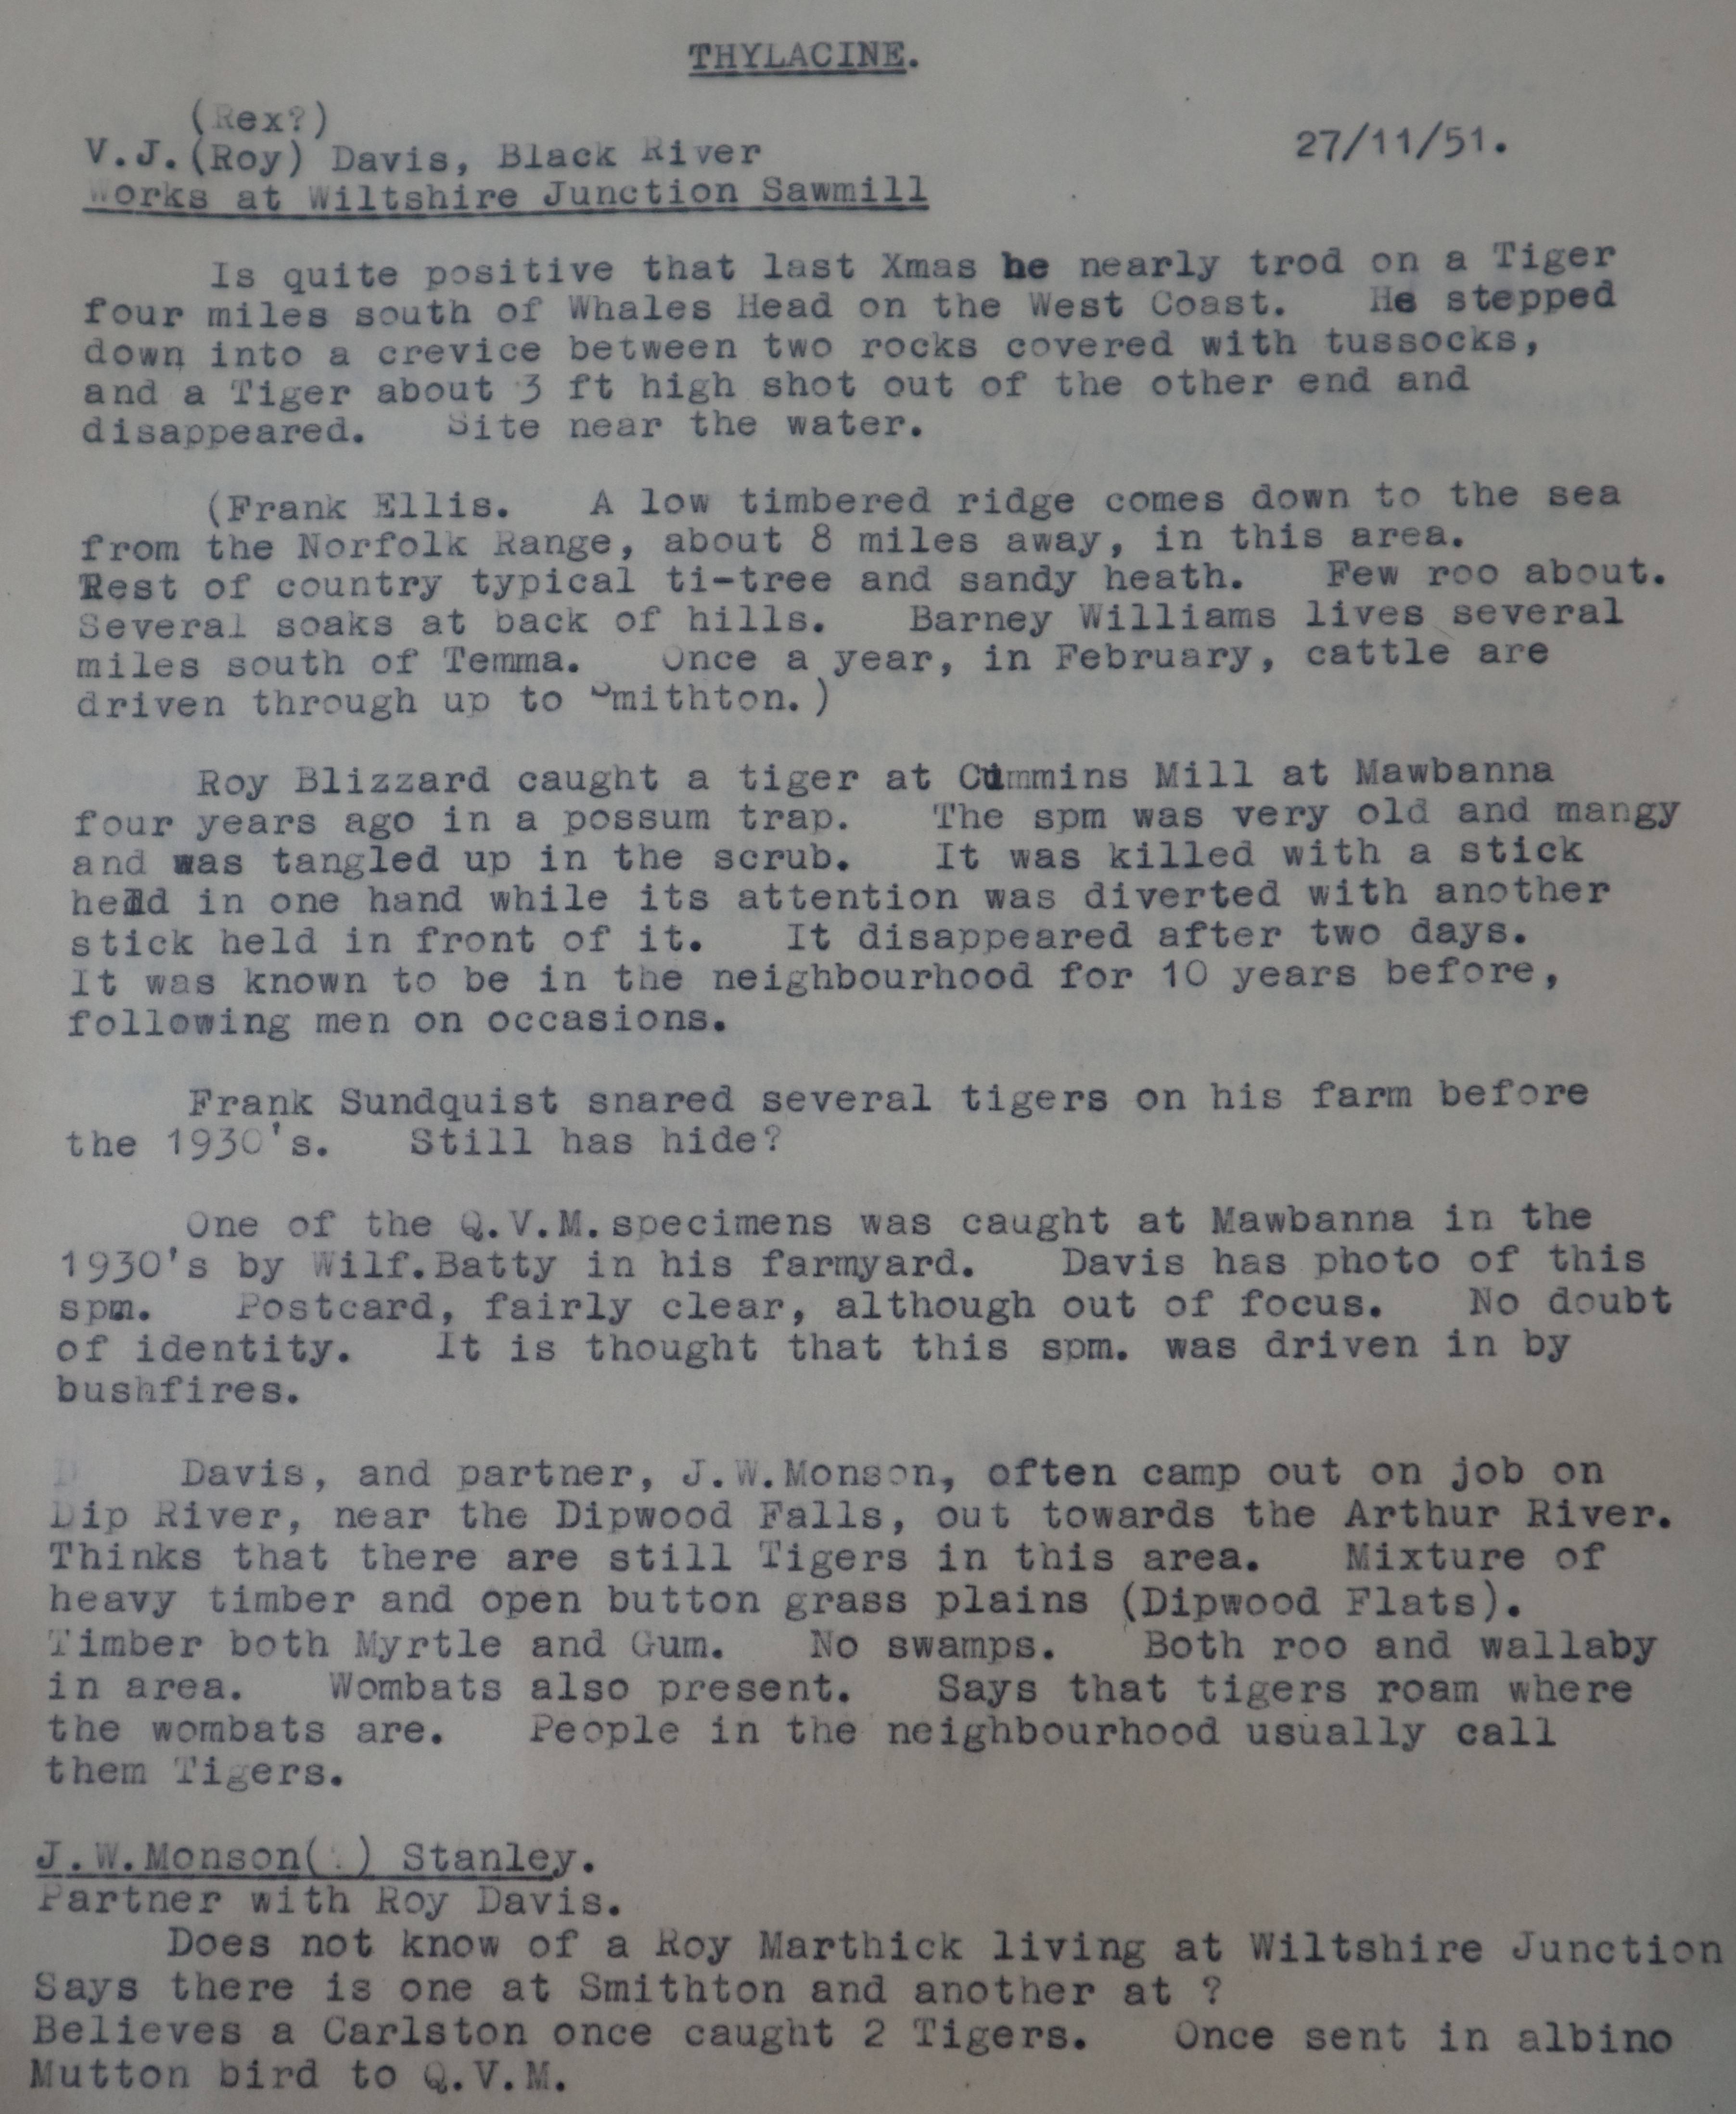 THYLACINE.
(Rex?)
V.J.(Roy) Davis, Black River
27/11/51.
Works at Wiltshire Junction Sawmill
Is quite positive that last Xmas he nearly trod on a Tiger
four miles south of Whales Head on the West Coast. He stepped
down into a crevice between two rocks covered with tussocks,
and a Tiger about 3 ft high shot out of the other end and
disappeared. Site near the water.
(Frank Ellis. A low timbered ridge comes down to the sea
from the Norfolk Range, about 8 miles away, in this area.
Rest of country typical ti-tree and sandy heath. Few roo about.
Several soaks at back of hills. Barney Williams lives several
miles south of Temma. Once a year, in February, cattle are
driven through up to Smithton.)
Roy Blizzard caught a tiger at Cummins Mill at Mawbanna
four years ago in a possum trap. The spm was very old and mangy
and was tangled up in the scrub. It was killed with a stick
held in one hand while its attention was diverted with another
stick held in front of it. It disappeared after two days.
It was known to be in the neighbourhood for 10 years before,
following men on occasions.
Frank Sundquist snared several tigers on his farm before
the 1930's. Still has hide?
One of the Q.V.M.specimens was caught at Mawbanna in the
1930's by Wilf.Batty in his farmyard. Davis has photo of this
spm. Postcard, fairly clear, although out of focus. No doubt
of identity. It is thought that this spm. was driven in by
bushfires.
Davis, and partner, J.W.Monson, often camp out on job on
Dip River, near the Dipwood Falls, out towards the Arthur River.
Thinks that there are still Tigers in this area. Mixture of
heavy timber and open button grass plains (Dipwood Flats).
Timber both Myrtle and Gum. No swamps. Both roo and wallaby
in area. Wombats also present. Says that tigers roam where
the wombats are. People in the neighbourhood usually call
them Tigers.
J.W.Monson( ) Stanley.
Partner with Roy Davis.
Does not know of a Roy Marthick living at Wiltshire Junction
Says there is one at Smithton and another at ?
Believes a Carlston once caught 2 Tigers. Once sent in albino
Mutton bird to Q.V.M.